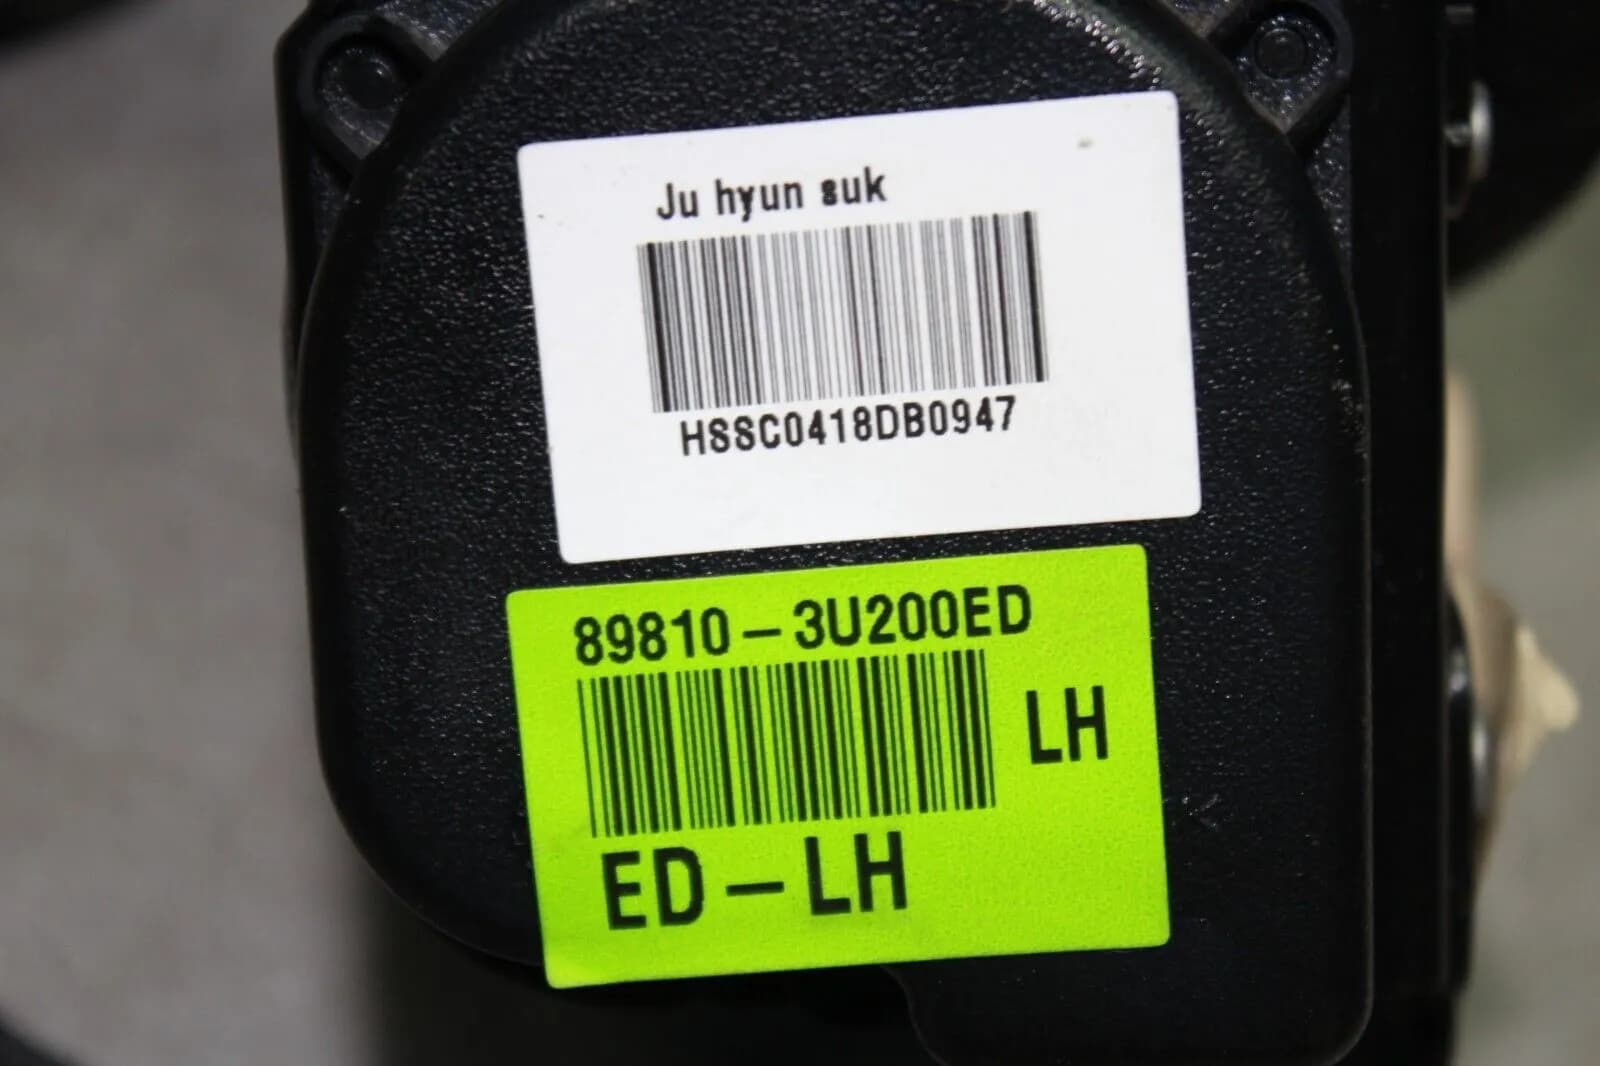 Ju hyun suk
HSSC0418DB0947
89810-3U200ED
LH
ED-LH